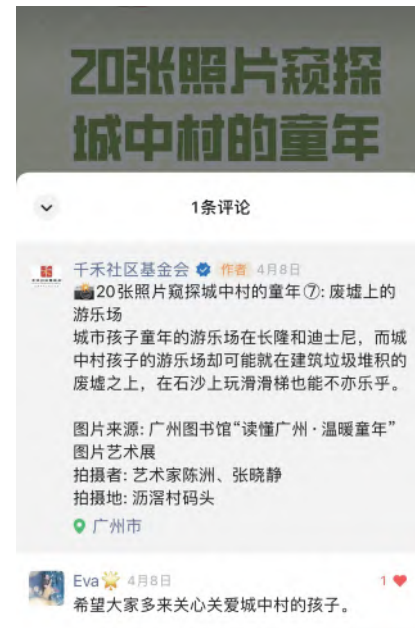 20张照片窥探
城中村的童年
1条评论
千禾社区基金会 作者 4月8日
📸20张照片窥探城中村的童年⑦: 废墟上的
游乐场
城市孩子童年的游乐场在长隆和迪士尼，而城
中村孩子的游乐场却可能就在建筑垃圾堆积的
废墟之上，在石沙上玩滑滑梯也能不亦乐乎。
图片来源: 广州图书馆“读懂广州·温暖童年”
图片艺术展
拍摄者: 艺术家陈洲、张晓静
拍摄地: 沥滘村码头
广州市
Eva🌟 4月8日
1
希望大家多来关心关爱城中村的孩子。